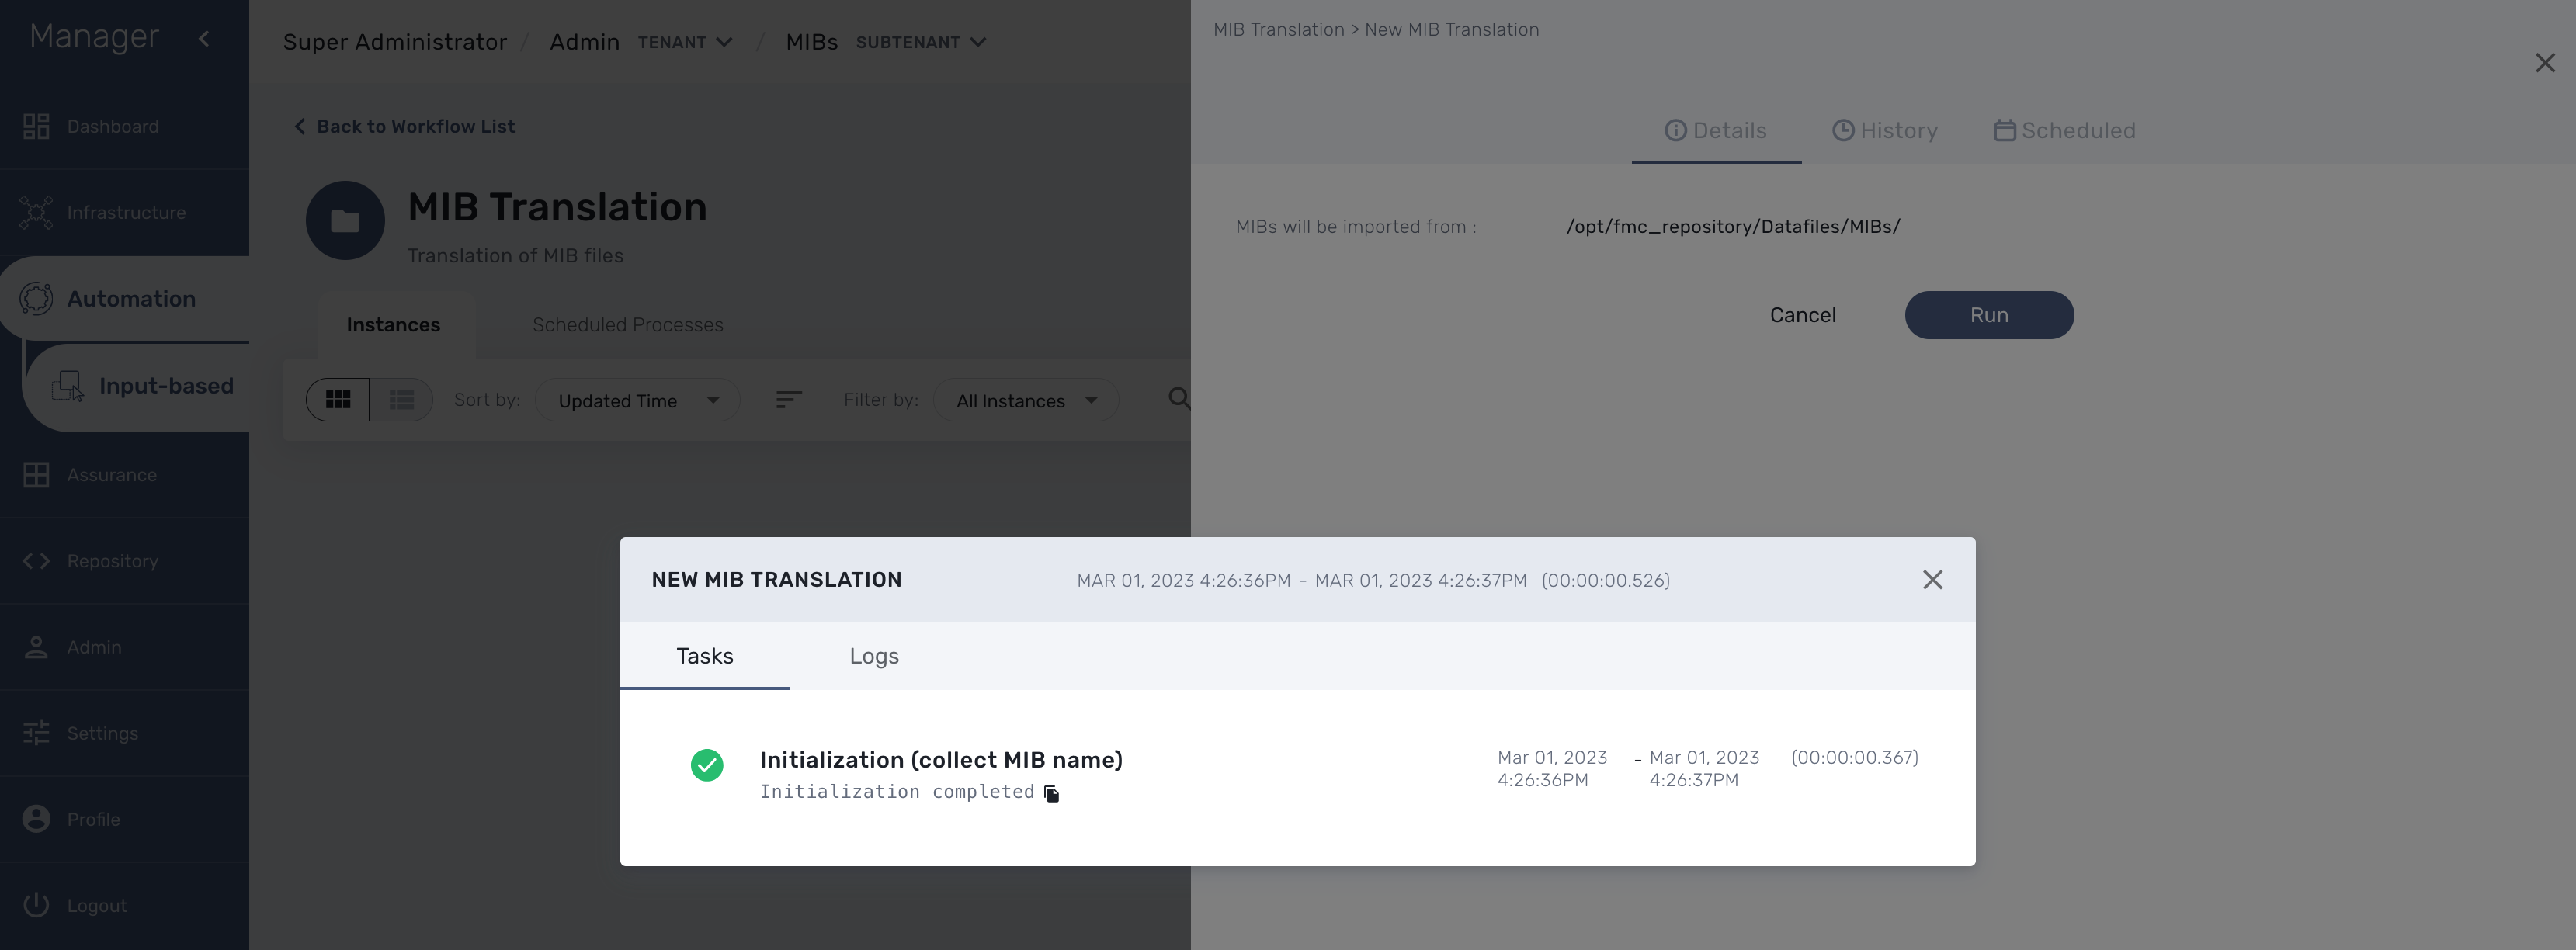 Manager
Dashboard
Infrastructure
Automation
Input-based
Assurance
Repository
Admin
Settings
Profile
Logout
Super Administrator / Admin TENANT / MIBs SUBTENANT
Back to Workflow List
MIB Translation
Translation of MIB files
Instances Scheduled Processes
Sort by: Updated Time Filter by: All Instances
MIB Translation > New MIB Translation
Details History Scheduled
MIBs will be imported from : /opt/fmc_repository/Datafiles/MIBs/
Cancel Run
NEW MIB TRANSLATION MAR 01, 2023 4:26:36PM - MAR 01, 2023 4:26:37PM (00:00:00.526)
Tasks Logs
Initialization (collect MIB name)
Initialization completed
Mar 01, 2023 - Mar 01, 2023 (00:00:00.367)
4:26:36PM 4:26:37PM